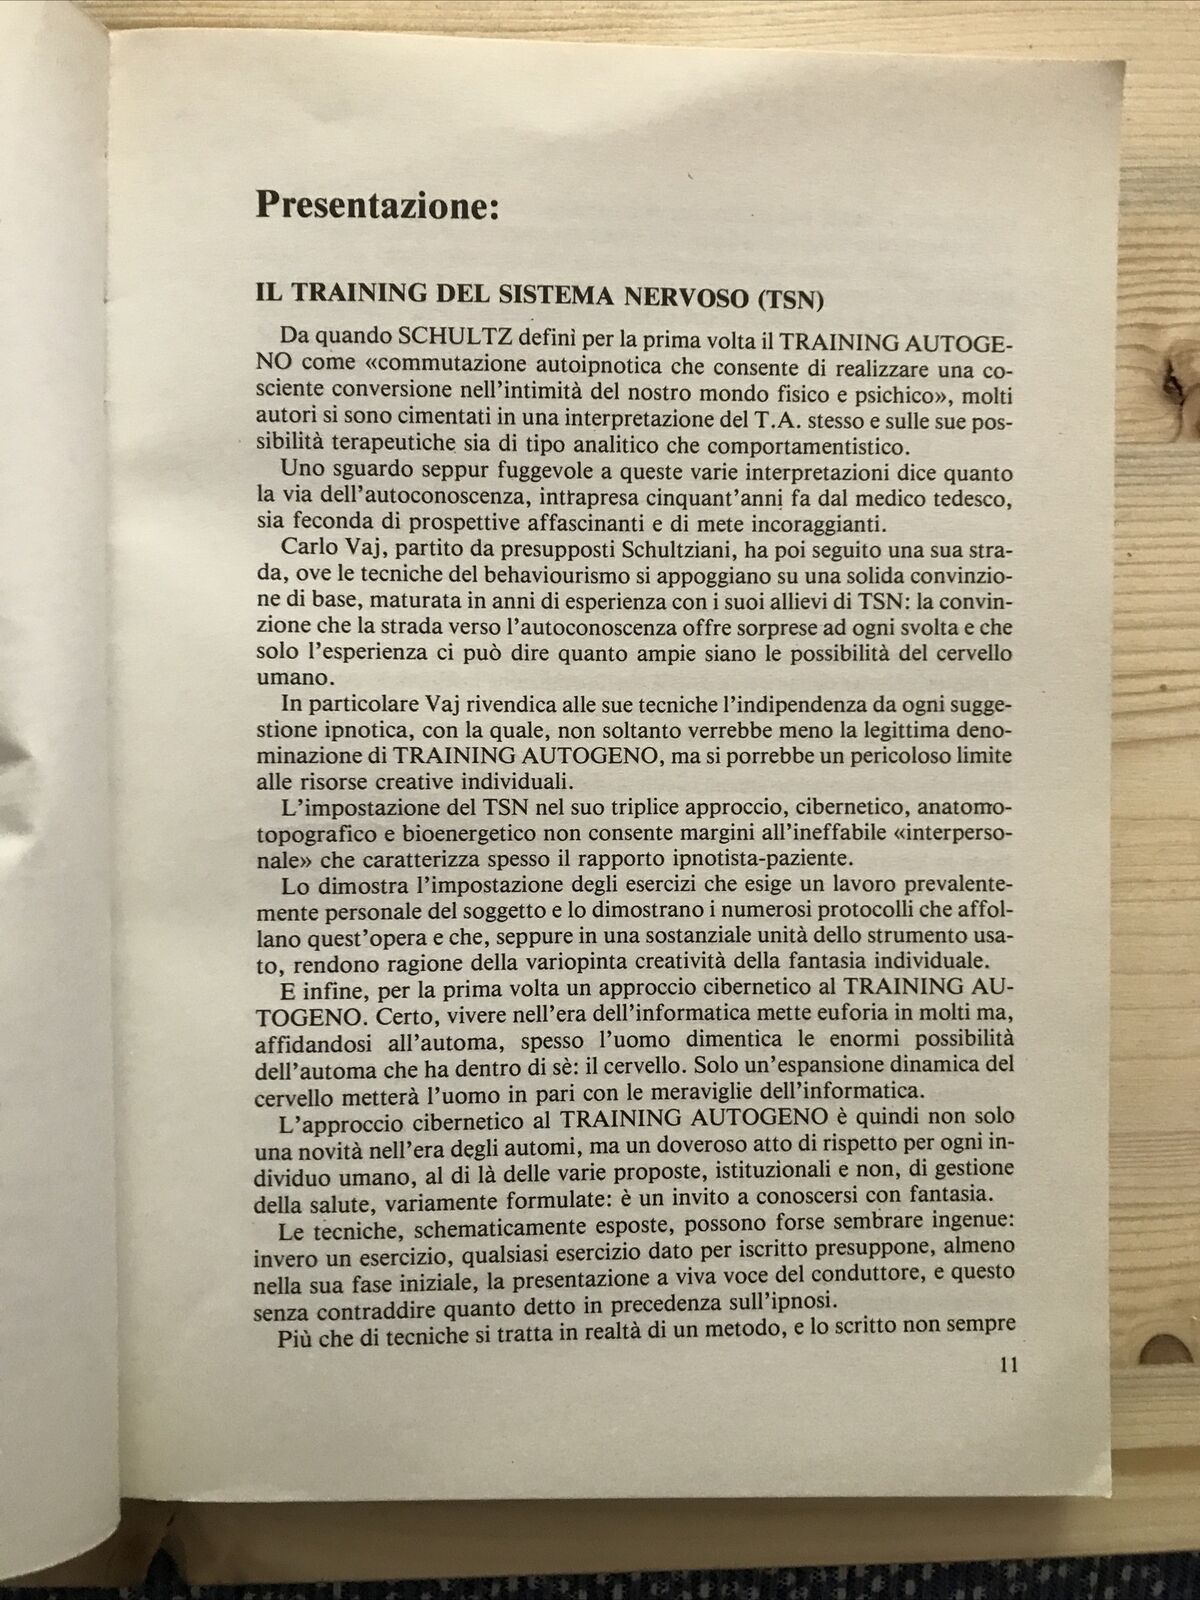 Presentazione:
IL TRAINING DEL SISTEMA NERVOSO (TSN)
Da quando SCHULTZ definì per la prima volta il TRAINING AUTOGE-
NO come «commutazione autoipnotica che consente di realizzare una co-
sciente conversione nell'intimità del nostro mondo fisico e psichico», molti
autori si sono cimentati in una interpretazione del T.A. stesso e sulle sue pos-
sibilità terapeutiche sia di tipo analitico che comportamentistico.
Uno sguardo seppur fuggevole a queste varie interpretazioni dice quanto
la via dell'autoconoscenza, intrapresa cinquant'anni fa dal medico tedesco,
sia feconda di prospettive affascinanti e di mete incoraggianti.
Carlo Vaj, partito da presupposti Schultziani, ha poi seguito una sua stra-
da, ove le tecniche del behaviourismo si appoggiano su una solida convinzio-
ne di base, maturata in anni di esperienza con i suoi allievi di TSN: la convin-
zione che la strada verso l'autoconoscenza offre sorprese ad ogni svolta e che
solo l'esperienza ci può dire quanto ampie siano le possibilità del cervello
umano.
In particolare Vaj rivendica alle sue tecniche l'indipendenza da ogni sugge-
stione ipnotica, con la quale, non soltanto verrebbe meno la legittima deno-
minazione di TRAINING AUTOGENO, ma si porrebbe un pericoloso limite
alle risorse creative individuali.
L'impostazione del TSN nel suo triplice approccio, cibernetico, anatomo-
topografico e bioenergetico non consente margini all'ineffabile «interperso-
nale» che caratterizza spesso il rapporto ipnotista-paziente.
Lo dimostra l'impostazione degli esercizi che esige un lavoro prevalente-
mente personale del soggetto e lo dimostrano i numerosi protocolli che affol-
lano quest'opera e che, seppure in una sostanziale unità dello strumento usa-
to, rendono ragione della variopinta creatività della fantasia individuale.
E infine, per la prima volta un approccio cibernetico al TRAINING AU-
TOGENO. Certo, vivere nell'era dell'informatica mette euforia in molti ma,
affidandosi all'automa, spesso l'uomo dimentica le enormi possibilità
dell'automa che ha dentro di sè: il cervello. Solo un'espansione dinamica del
cervello metterà l'uomo in pari con le meraviglie dell'informatica.
L'approccio cibernetico al TRAINING AUTOGENO è quindi non solo
una novità nell'era degli automi, ma un doveroso atto di rispetto per ogni in-
dividuo umano, al di là delle varie proposte, istituzionali e non, di gestione
della salute, variamente formulate: è un invito a conoscersi con fantasia.
Le tecniche, schematicamente esposte, possono forse sembrare ingenue:
invero un esercizio, qualsiasi esercizio dato per iscritto presuppone, almeno
nella sua fase iniziale, la presentazione a viva voce del conduttore, e questo
senza contraddire quanto detto in precedenza sull'ipnosi.
Più che di tecniche si tratta in realtà di un metodo, e lo scritto non sempre
11